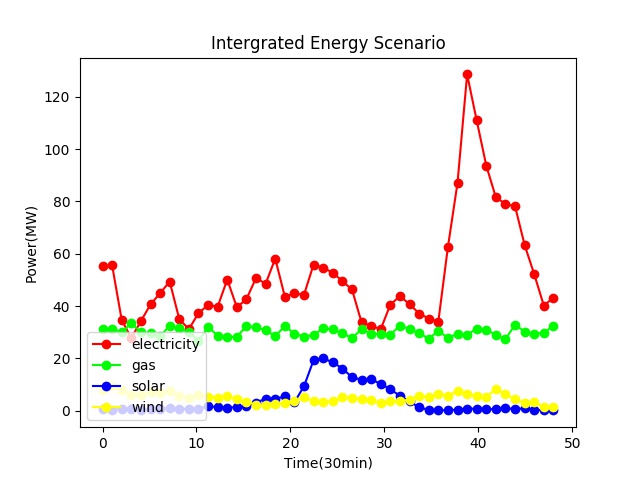 Intergrated Energy Scenario
Power(MW)
120
100
80
60
40
20
0
electricity
gas
solar
wind
0 10 20 30 40 50
Time(30min)